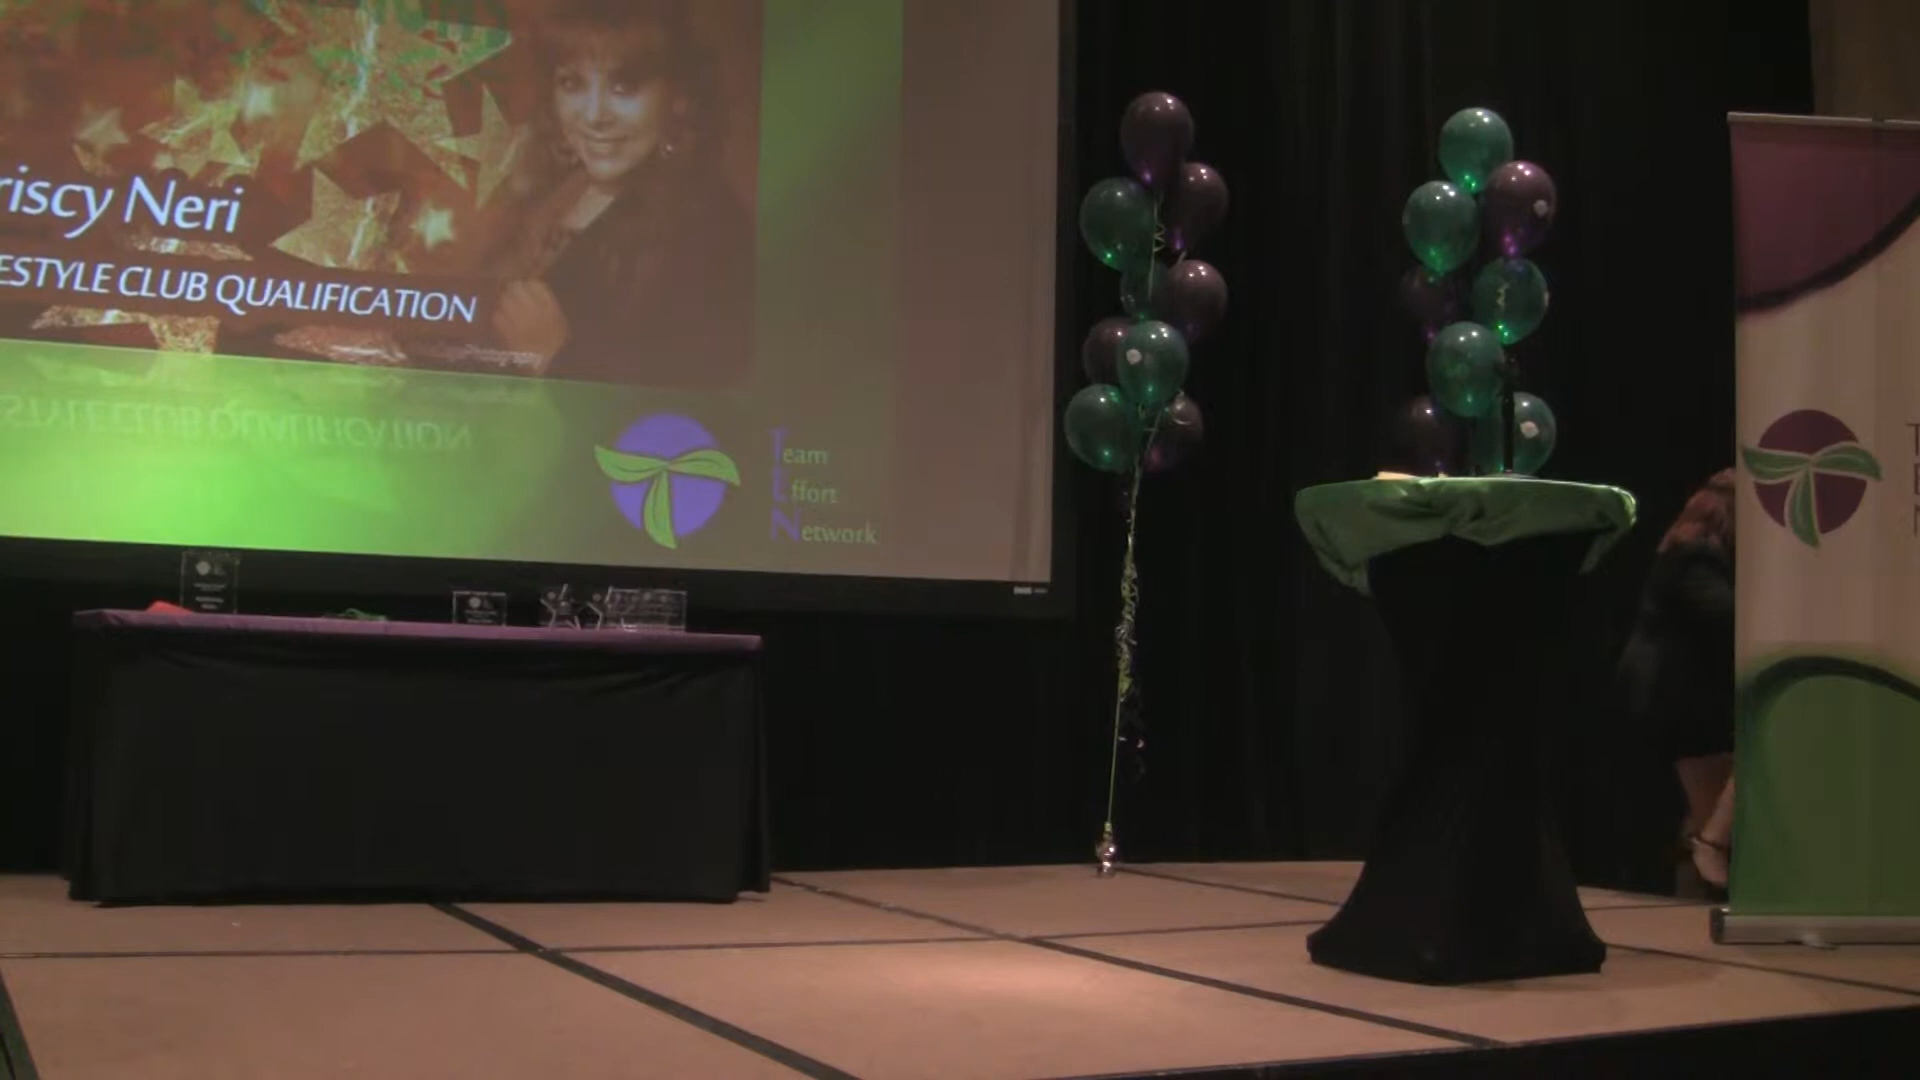 riscy Neri
ESTYLE CLUB QUALIFICATION
Team
Effort
Network